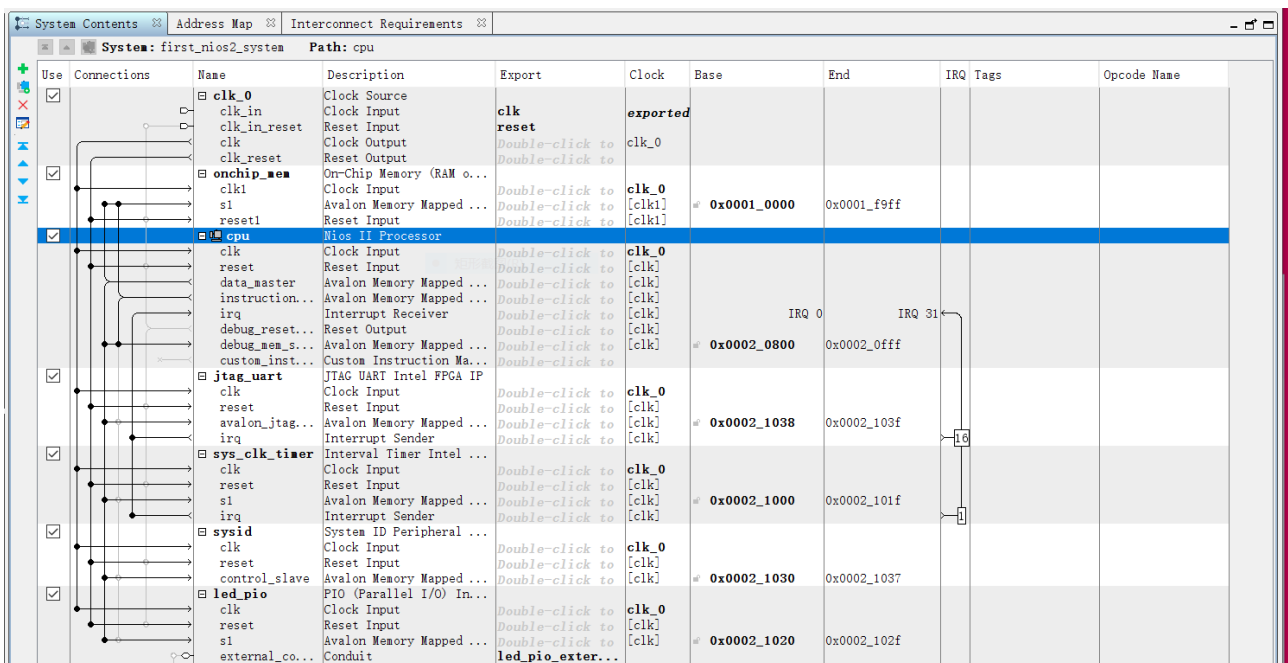 System Contents Address Map Interconnect Requirements
System: first_nios2_system Path: cpu
Use Connections Name Description Export Clock Base End IRQ Tags Opcode Name
clk_0 Clock Source
clk_in Clock Input clk exported
clk_in_reset Reset Input reset
clk Clock Output Double-click to clk_0
clk_reset Reset Output Double-click to
onchip_mem On-Chip Memory (RAM o...
clk1 Clock Input Double-click to clk_0
s1 Avalon Memory Mapped ... Double-click to [clk1] 0x0001_0000 0x0001_f9ff
reset1 Reset Input Double-click to [clk1]
cpu Nios II Processor
clk Clock Input Double-click to clk_0
reset Reset Input Double-click to [clk]
data_master Avalon Memory Mapped ... Double-click to [clk]
instruction... Avalon Memory Mapped ... Double-click to [clk]
irq Interrupt Receiver Double-click to [clk] IRQ 0 IRQ 31
debug_reset... Reset Output Double-click to [clk]
debug_mem_s... Avalon Memory Mapped ... Double-click to [clk] 0x0002_0800 0x0002_0fff
custom_inst... Custom Instruction Ma... Double-click to
jtag_uart JTAG UART Intel FPGA IP
clk Clock Input Double-click to clk_0
reset Reset Input Double-click to [clk]
avalon_jtag... Avalon Memory Mapped ... Double-click to [clk] 0x0002_1038 0x0002_103f
irq Interrupt Sender Double-click to [clk] 16
sys_clk_timer Interval Timer Intel ...
clk Clock Input Double-click to clk_0
reset Reset Input Double-click to [clk]
s1 Avalon Memory Mapped ... Double-click to [clk] 0x0002_1000 0x0002_101f
irq Interrupt Sender Double-click to [clk] 1
sysid System ID Peripheral ...
clk Clock Input Double-click to clk_0
reset Reset Input Double-click to [clk]
control_slave Avalon Memory Mapped ... Double-click to [clk] 0x0002_1030 0x0002_1037
led_pio PIO (Parallel I/O) In...
clk Clock Input Double-click to clk_0
reset Reset Input Double-click to [clk]
s1 Avalon Memory Mapped ... Double-click to [clk] 0x0002_1020 0x0002_102f
external_co... Conduit led_pio_exter...